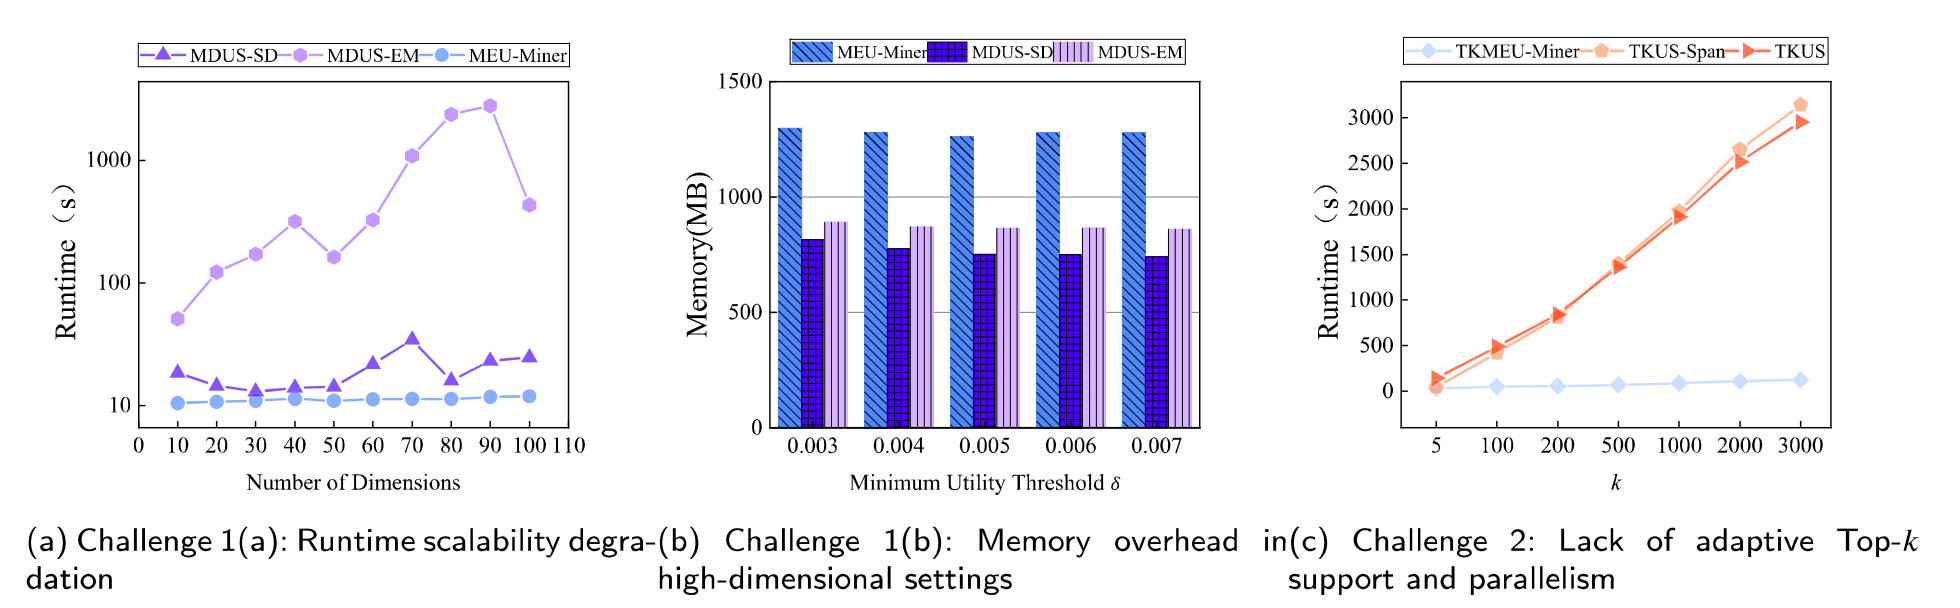 MDUS-SD MDUS-EM MEU-Miner
1000
100
10
Runtime（s）
0 10 20 30 40 50 60 70 80 90 100 110
Number of Dimensions
(a) Challenge 1(a): Runtime scalability degra-
dation
MEU-Miner MDUS-SD MDUS-EM
1500
1000
500
0
Memory(MB)
0.003 0.004 0.005 0.006 0.007
Minimum Utility Threshold δ
(b) Challenge 1(b): Memory overhead in
high-dimensional settings
TKMEU-Miner TKUS-Span TKUS
3000
2500
2000
1500
1000
500
0
Runtime（s）
5 100 200 500 1000 2000 3000
k
(c) Challenge 2: Lack of adaptive Top-k
support and parallelism